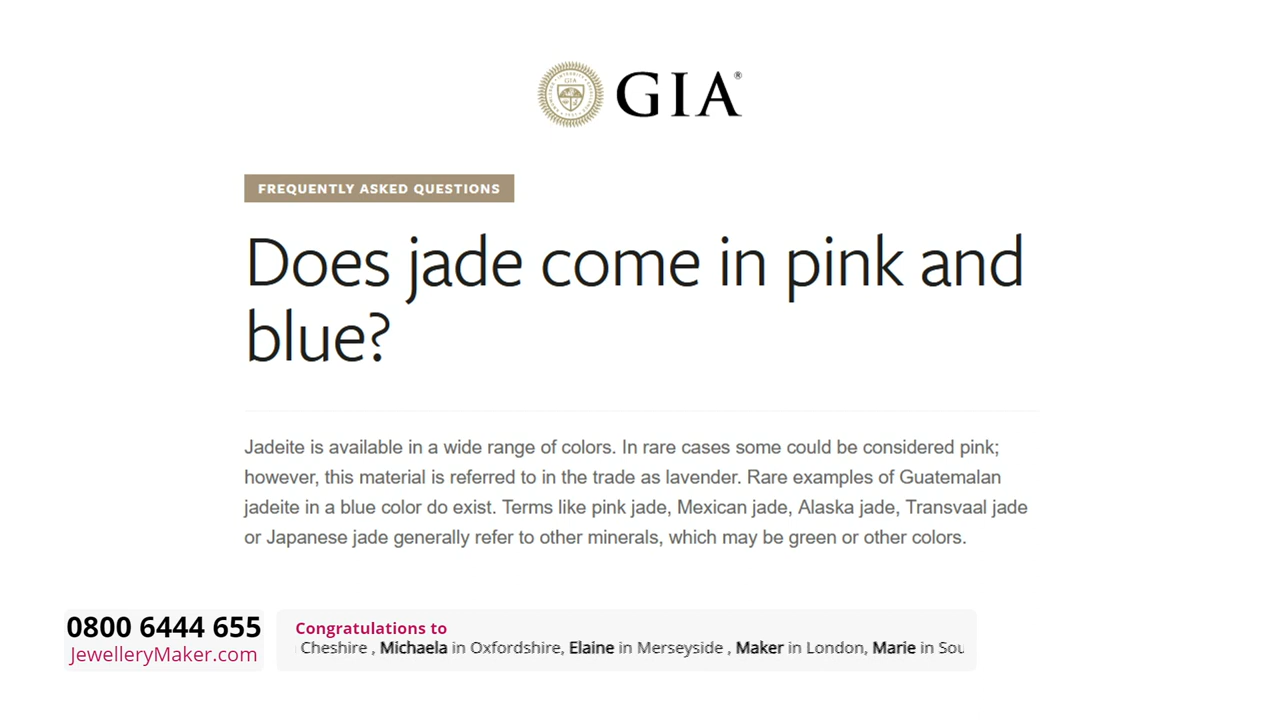 GIA®
FREQUENTLY ASKED QUESTIONS
Does jade come in pink and
blue?
Jadeite is available in a wide range of colors. In rare cases some could be considered pink;
however, this material is referred to in the trade as lavender. Rare examples of Guatemalan
jadeite in a blue color do exist. Terms like pink jade, Mexican jade, Alaska jade, Transvaal jade
or Japanese jade generally refer to other minerals, which may be green or other colors.
0800 6444 655
JewelleryMaker.com
Congratulations to
Cheshire , Michaela in Oxfordshire, Elaine in Merseyside , Maker in London, Marie in Sou